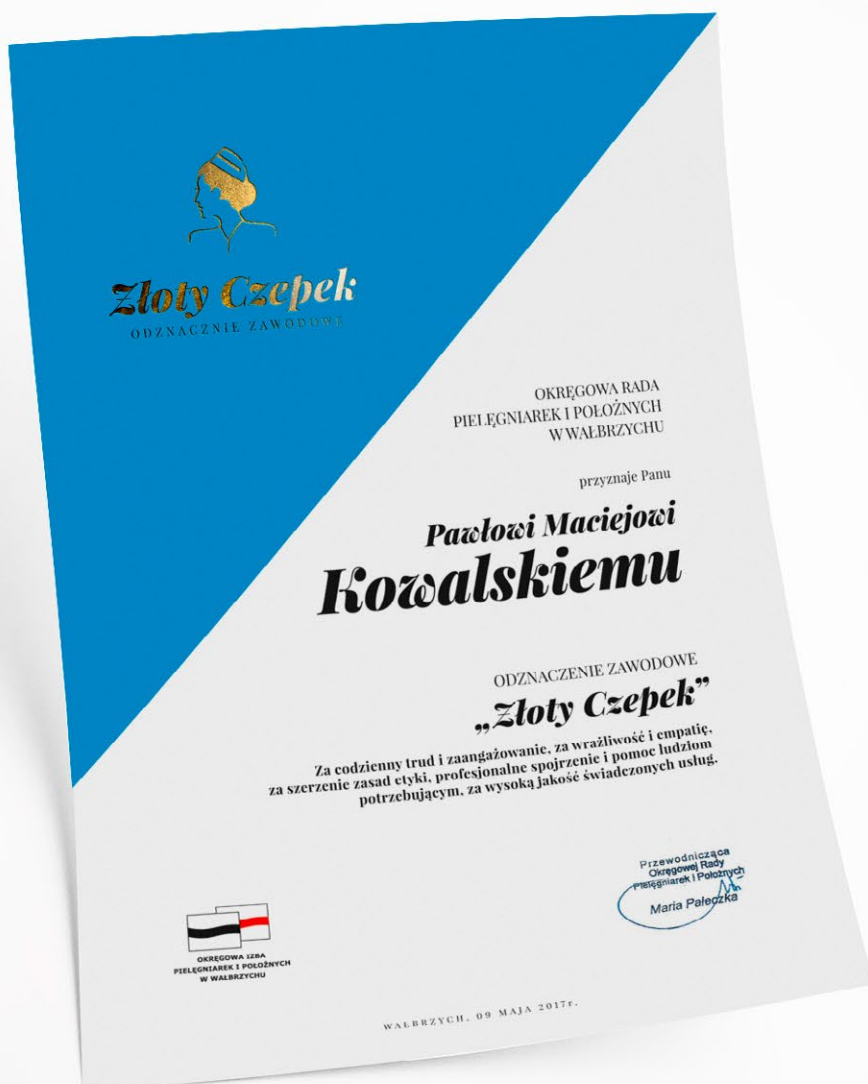 Złoty Czepek
ODZNACZNIE ZAWODOWE
OKRĘGOWA RADA
PIELĘGNIAREK I POŁOŻNYCH
W WAŁBRZYCHU
przyznaje Panu
Pawłowi Maciejowi
Kowalskiemu
ODZNACZENIE ZAWODOWE
„Złoty Czepek”
Za codzienny trud i zaangażowanie, za wrażliwość i empatię,
za szerzenie zasad etyki, profesjonalne spojrzenie i pomoc ludziom
potrzebującym, za wysoką jakość świadczonych usług.
Przewodnicząca
Okręgowej Rady
Pielęgniarek i Położnych
Maria Pałeczka
OKRĘGOWA IZBA
PIELĘGNIAREK I POŁOŻNYCH
W WAŁBRZYCHU
WAŁBRZYCH, 09 MAJA 2017r.